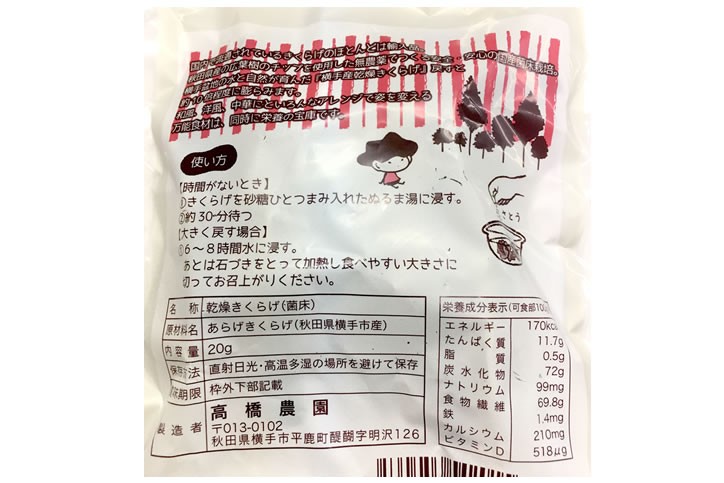 国内で流通されているきくらげのほとんどは輸入品。
秋田県産の広葉樹のチップを使用した無農薬でつくる安全・安心の国産菌床栽培。
横手盆地の水と自然が育んだ『横手産乾燥きくらげ』戻すと
約10倍程度に膨らみます。
和風、洋風、中華にといろんなアレンジで姿を変える
万能食材は、同時に栄養の宝庫です。
使い方
【時間がないとき】
①きくらげを砂糖ひとつまみ入れたぬるま湯に浸す。
②約30分待つ
【大きく戻す場合】
①6〜8時間水に浸す。
あとは石づきをとって加熱し食べやすい大きさに
切ってお召上がりください。
さとう
名 称 乾燥きくらげ(菌床)
原材料名 あらげきくらげ(秋田県横手市産)
内容量 20g
保存方法 直射日光・高温多湿の場所を避けて保存
期限 枠外下部記載
製造者 高橋農園
〒013-0102
秋田県横手市平鹿町醍醐字明沢126
栄養成分表示(可食部10
エネルギー 170kcal
たんぱく質 11.7g
脂質 0.5g
炭水化物 72g
ナトリウム 99mg
食物繊維 69.8g
鉄 1.4mg
カルシウム 210mg
ビタミンD 518μg